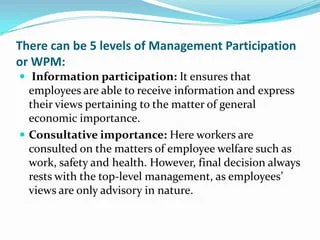 There can be 5 levels of Management Participation
or WPM:
Information participation: It ensures that
employees are able to receive information and express
their views pertaining to the matter of general
economic importance.
Consultative importance: Here workers are
consulted on the matters of employee welfare such as
work, safety and health. However, final decision always
rests with the top-level management, as employees'
views are only advisory in nature.